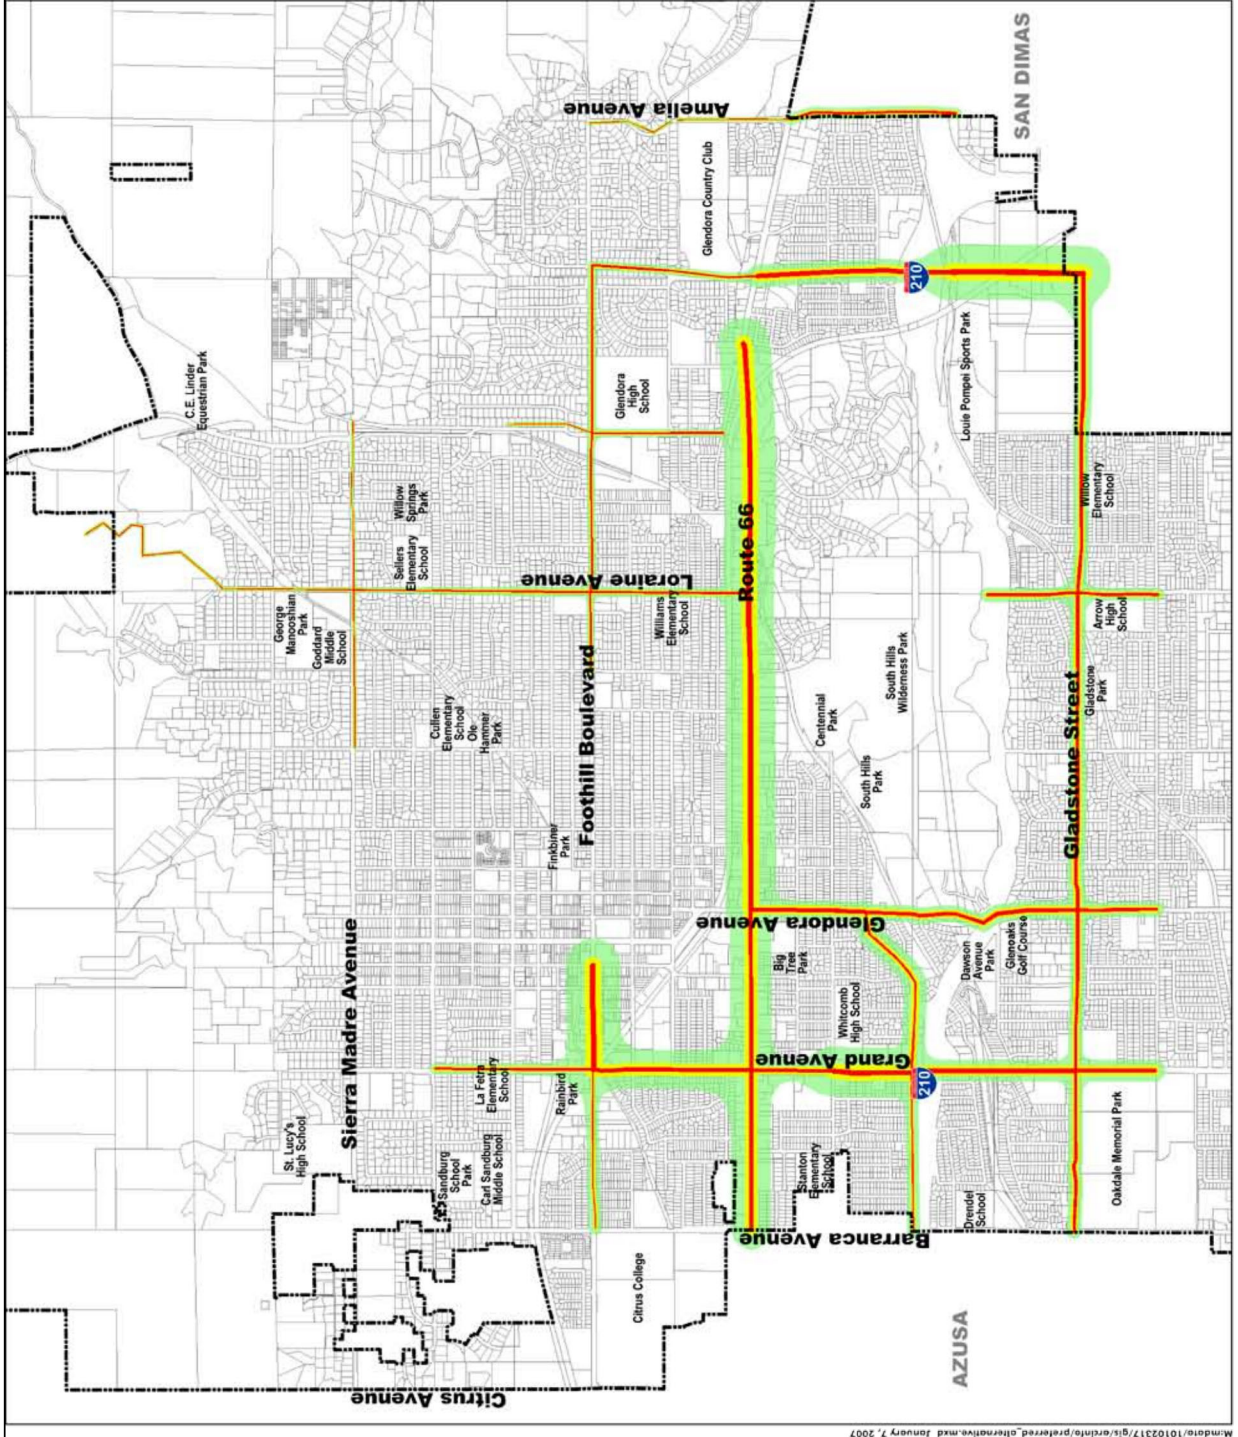 SAN DIMAS
Amelia Avenue
Glendora Country Club
210
C.E. Linder
Equestrian Park
Glendora
High
School
Louie Pompei Sports Park
Willow
Springs
Park
Sellers
Elementary
School
Loraine Avenue
Route 66
Willow
Elementary
School
George
Manooshian
Park
Goddard
Middle
School
Williams
Elementary
School
Arrow
High
School
South Hills
Wilderness Park
Gladstone
Park
Cullen
Elementary
School
Ole
Hammer
Park
Foothill Boulevard
Centennial
Park
South Hills
Park
Gladstone Street
Finkbiner
Park
Glendora Avenue
Big
Tree
Park
Dawson
Avenue
Park
Glenoaks
Golf Course
Whitcomb
High School
Sierra Madre Avenue
Grand Avenue
210
La Fetra
Elementary
School
Rainbird
Park
St. Lucy's
High School
Sandburg
School
Park
Carl Sandburg
Middle School
Stanton
Elementary
School
Drendel
School
Oakdale Memorial Park
Barranca Avenue
Citrus College
Citrus Avenue
AZUSA
M:mdata/10102317/gis/arcinfo/preferred_alternative.mxd January 7, 2007